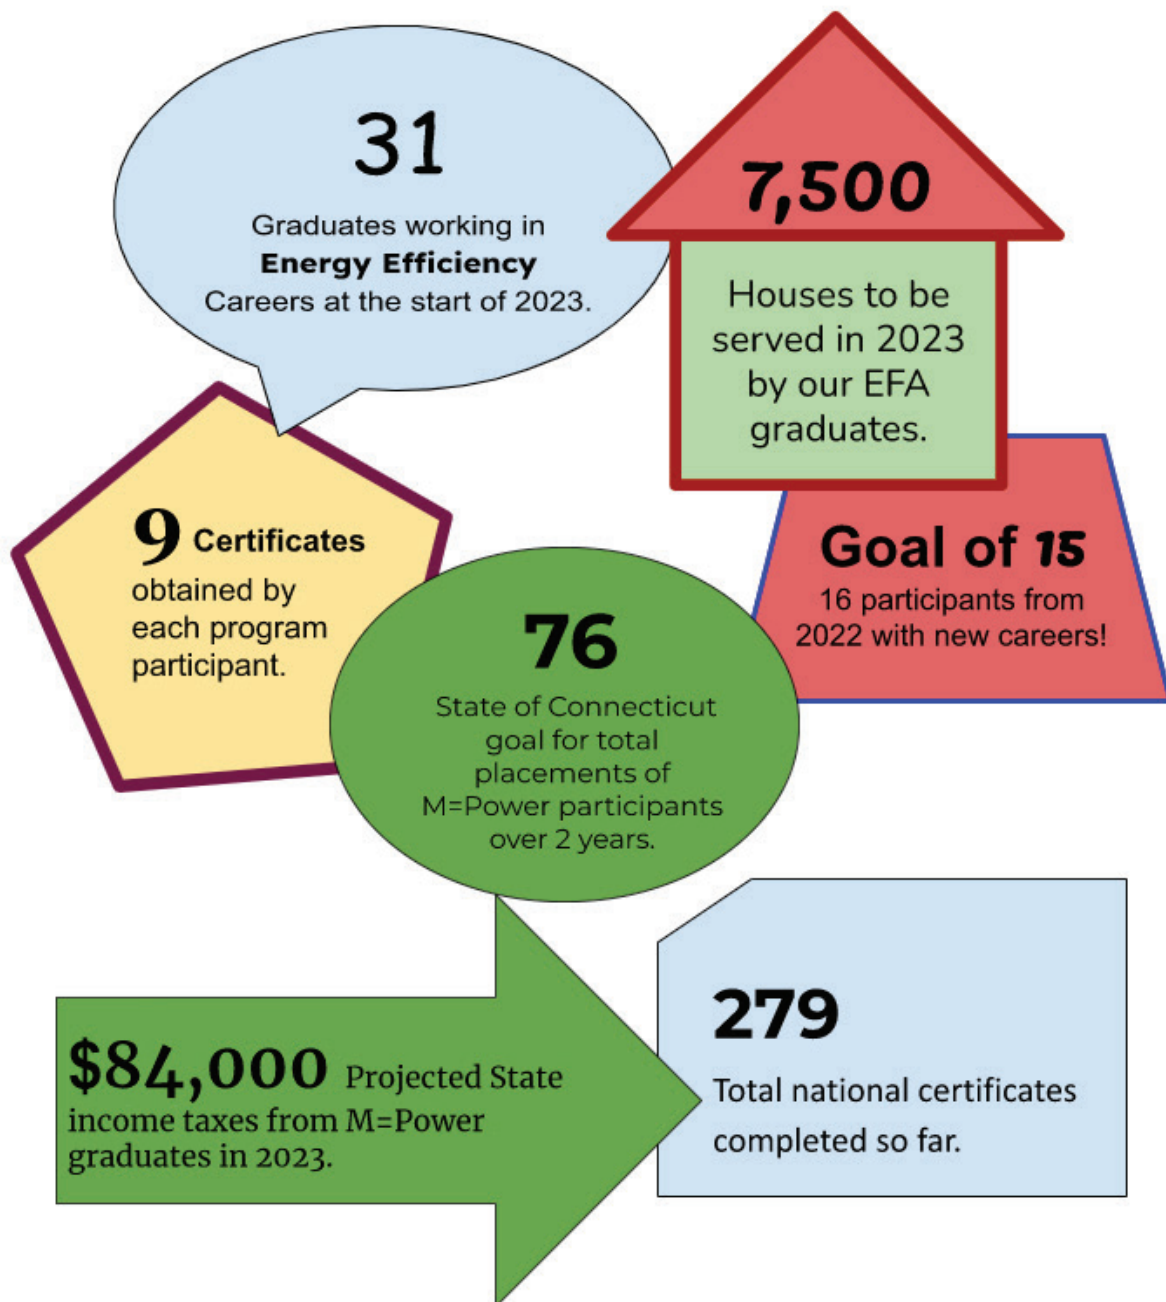 31
Graduates working in
Energy Efficiency
Careers at the start of 2023.
7,500
Houses to be
served in 2023
by our EFA
graduates.
9 Certificates
obtained by
each program
participant.
Goal of 15
16 participants from
2022 with new careers!
76
State of Connecticut
goal for total
placements of
M=Power participants
over 2 years.
$84,000 Projected State
income taxes from M=Power
graduates in 2023.
279
Total national certificates
completed so far.